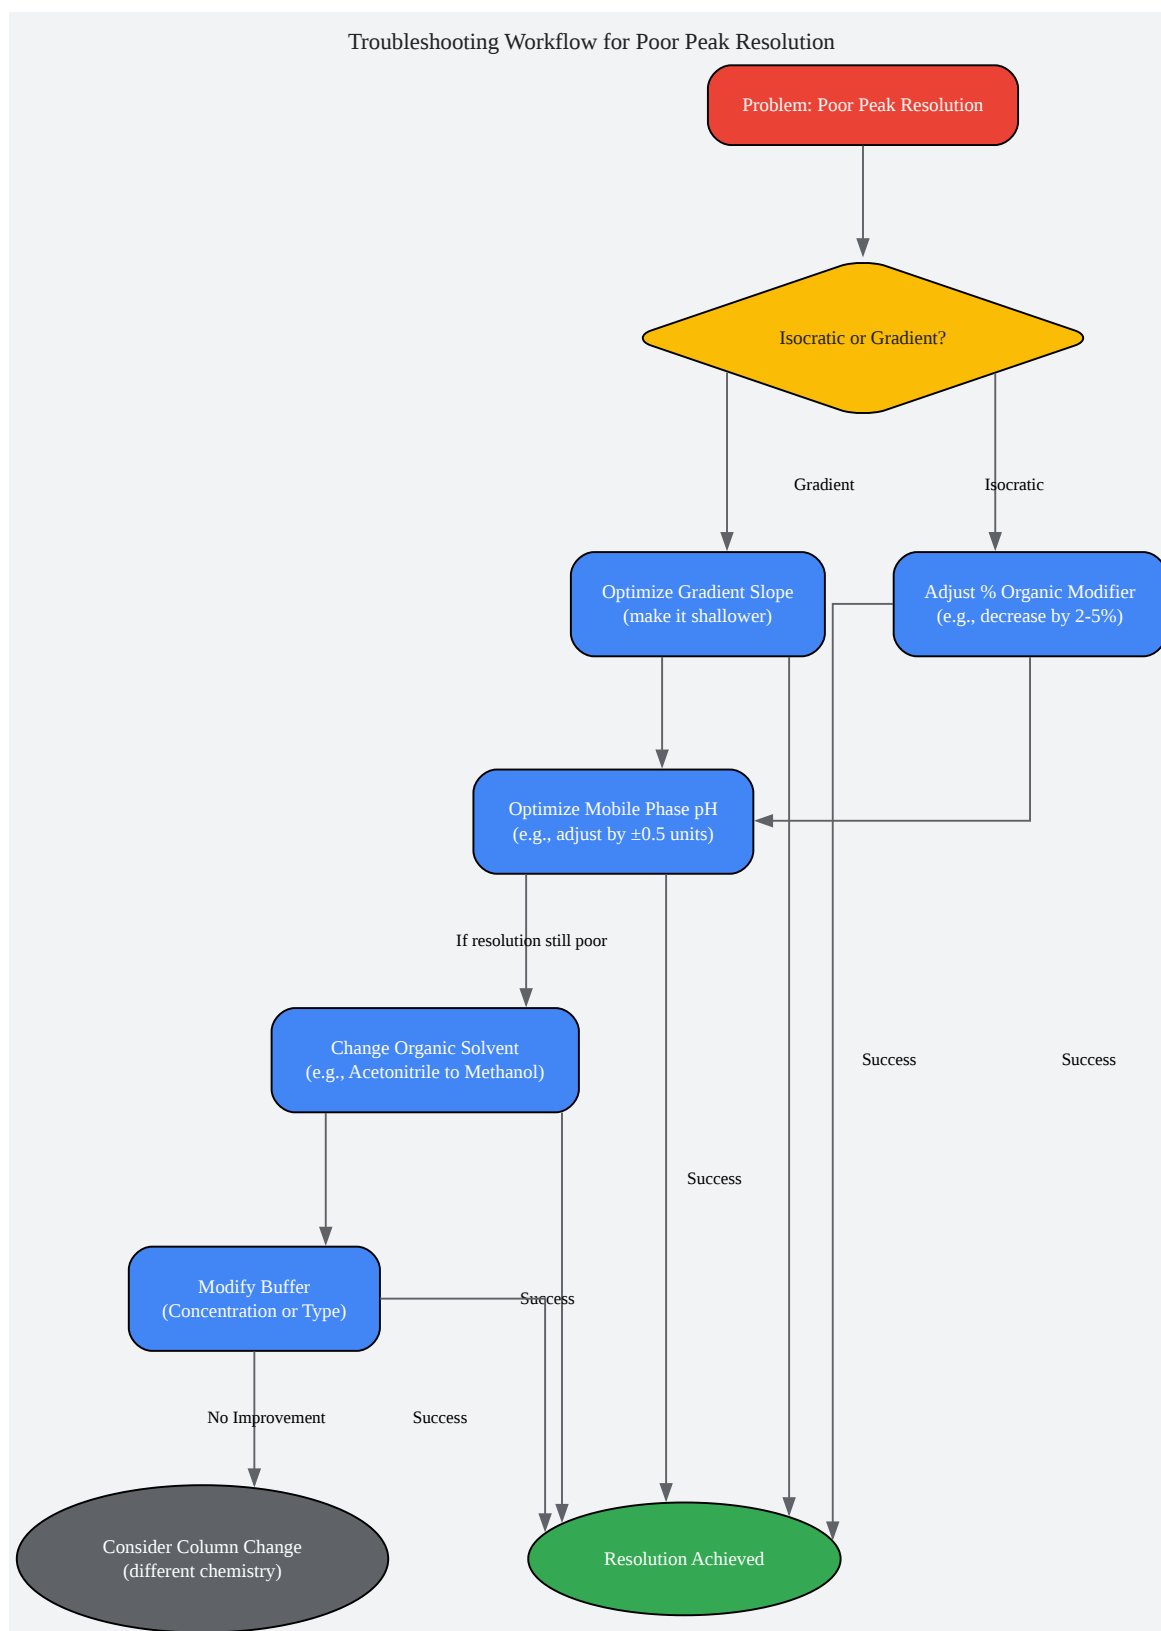 Troubleshooting Workflow for Poor Peak Resolution
Problem: Poor Peak Resolution
Isocratic or Gradient?
Gradient
Isocratic
Optimize Gradient Slope
(make it shallower)
Adjust % Organic Modifier
(e.g., decrease by 2-5%)
Optimize Mobile Phase pH
(e.g., adjust by ±0.5 units)
If resolution still poor
Change Organic Solvent
(e.g., Acetonitrile to Methanol)
Success
Success
Success
Modify Buffer
(Concentration or Type)
Success
No Improvement
Success
Consider Column Change
(different chemistry)
Resolution Achieved